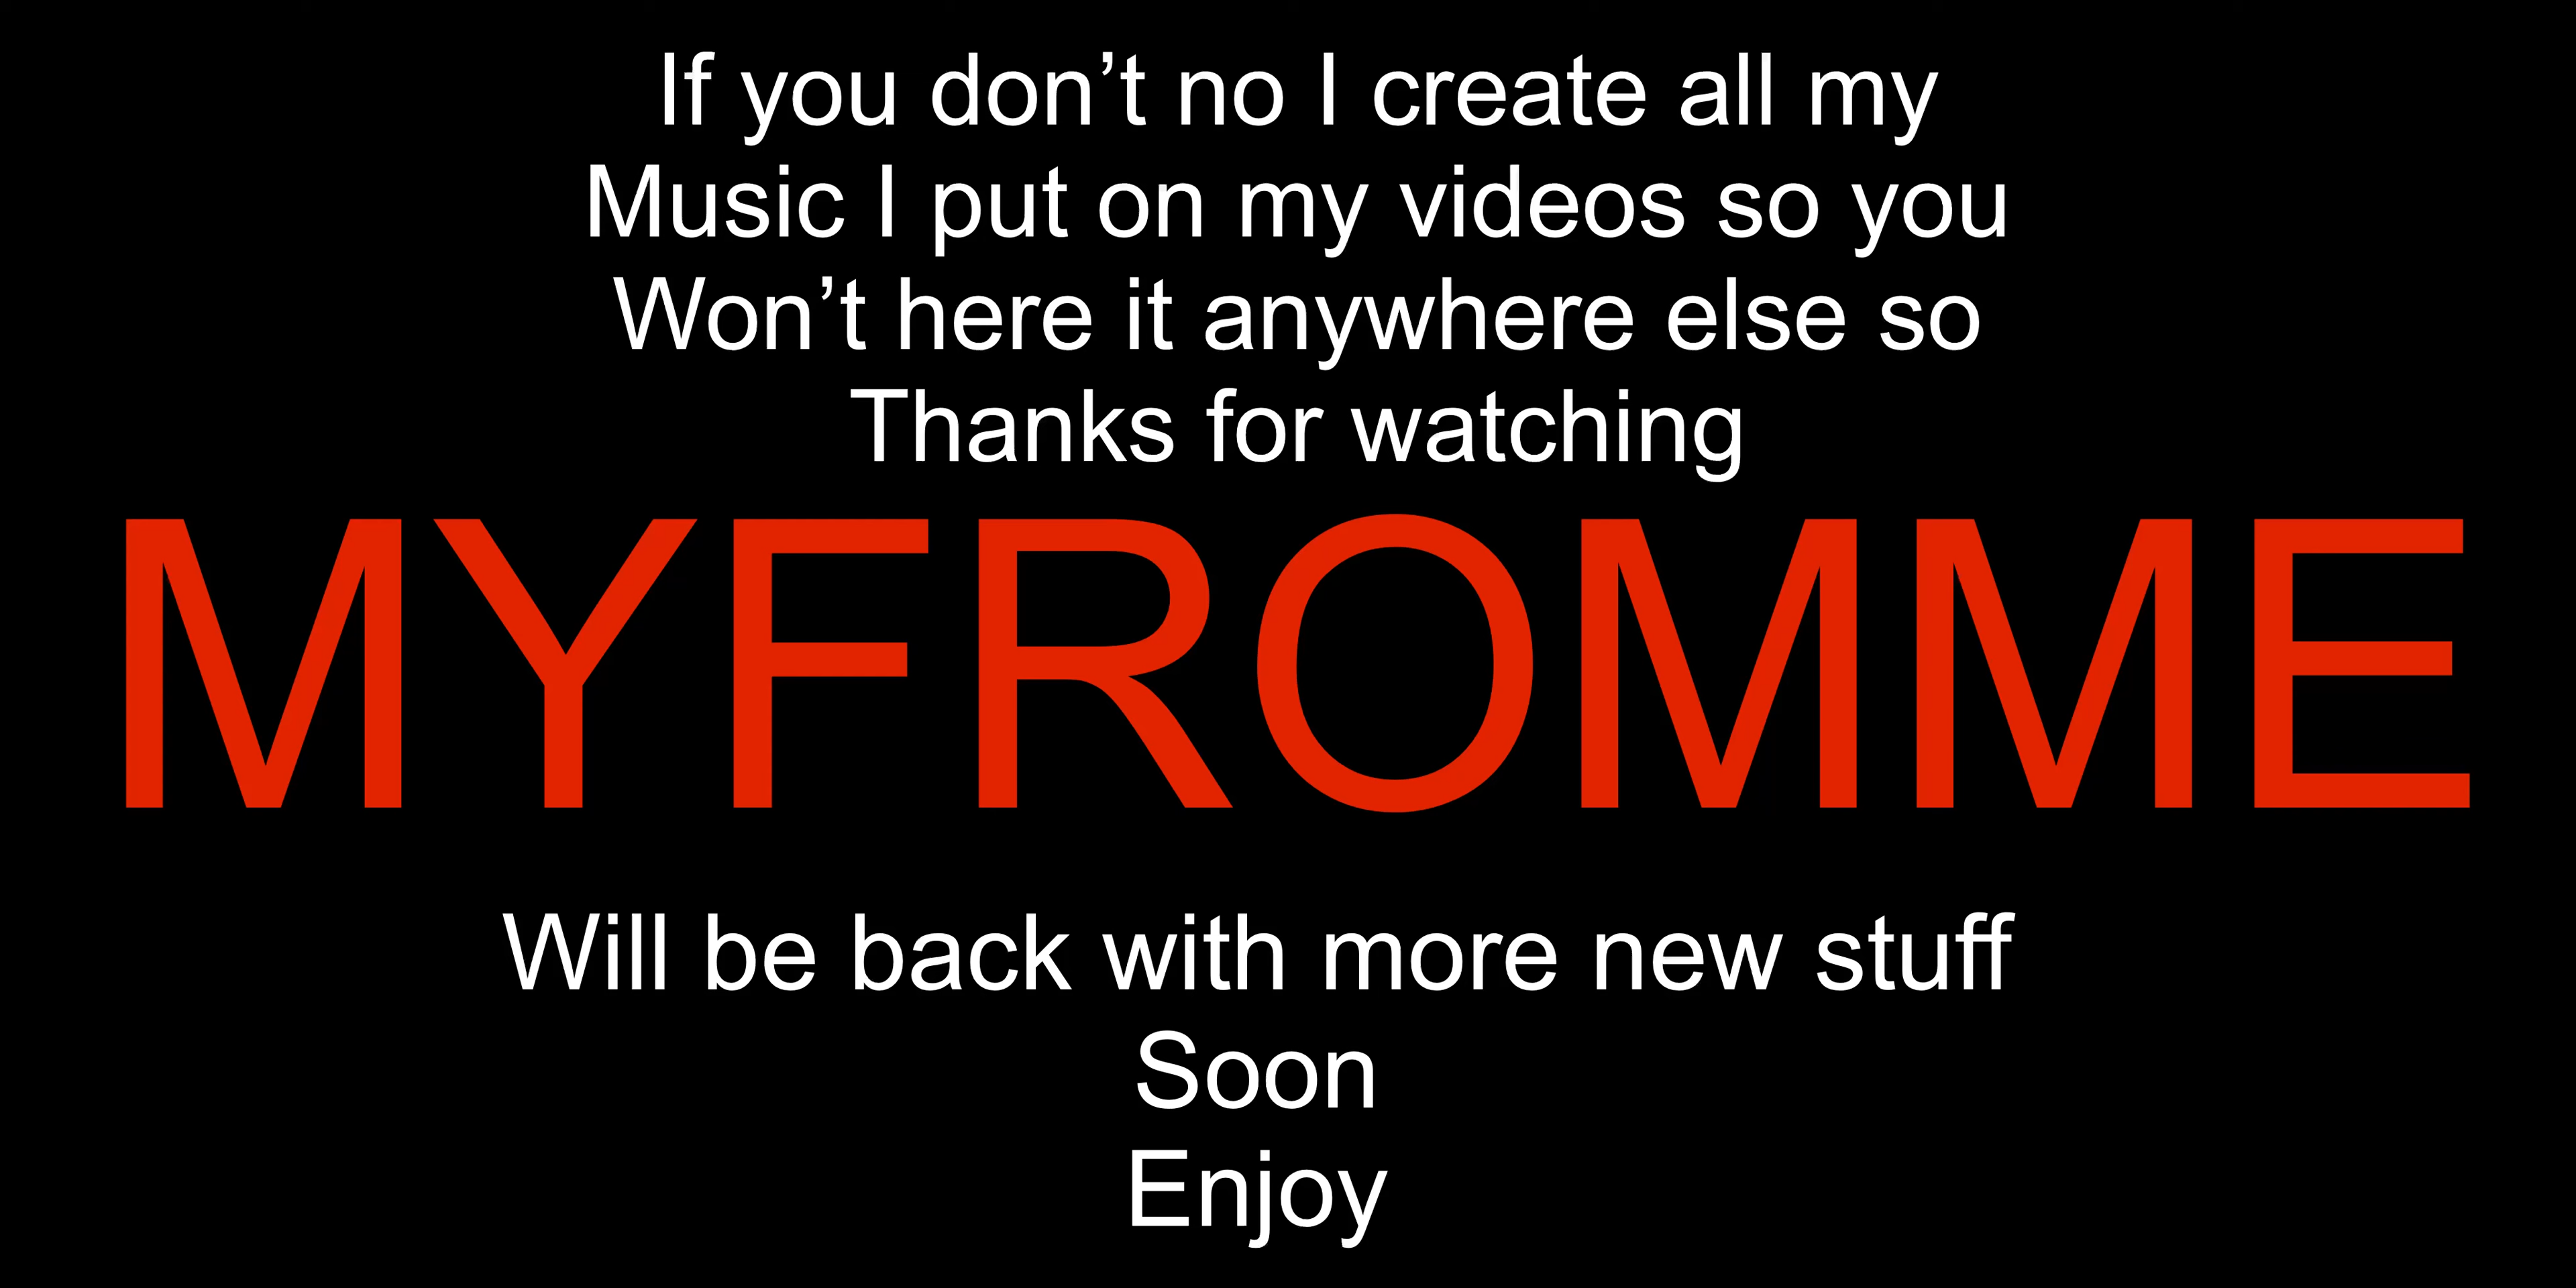 If you don’t no I create all my
Music I put on my videos so you
Won’t here it anywhere else so
Thanks for watching
MYFROMME
Will be back with more new stuff
Soon
Enjoy